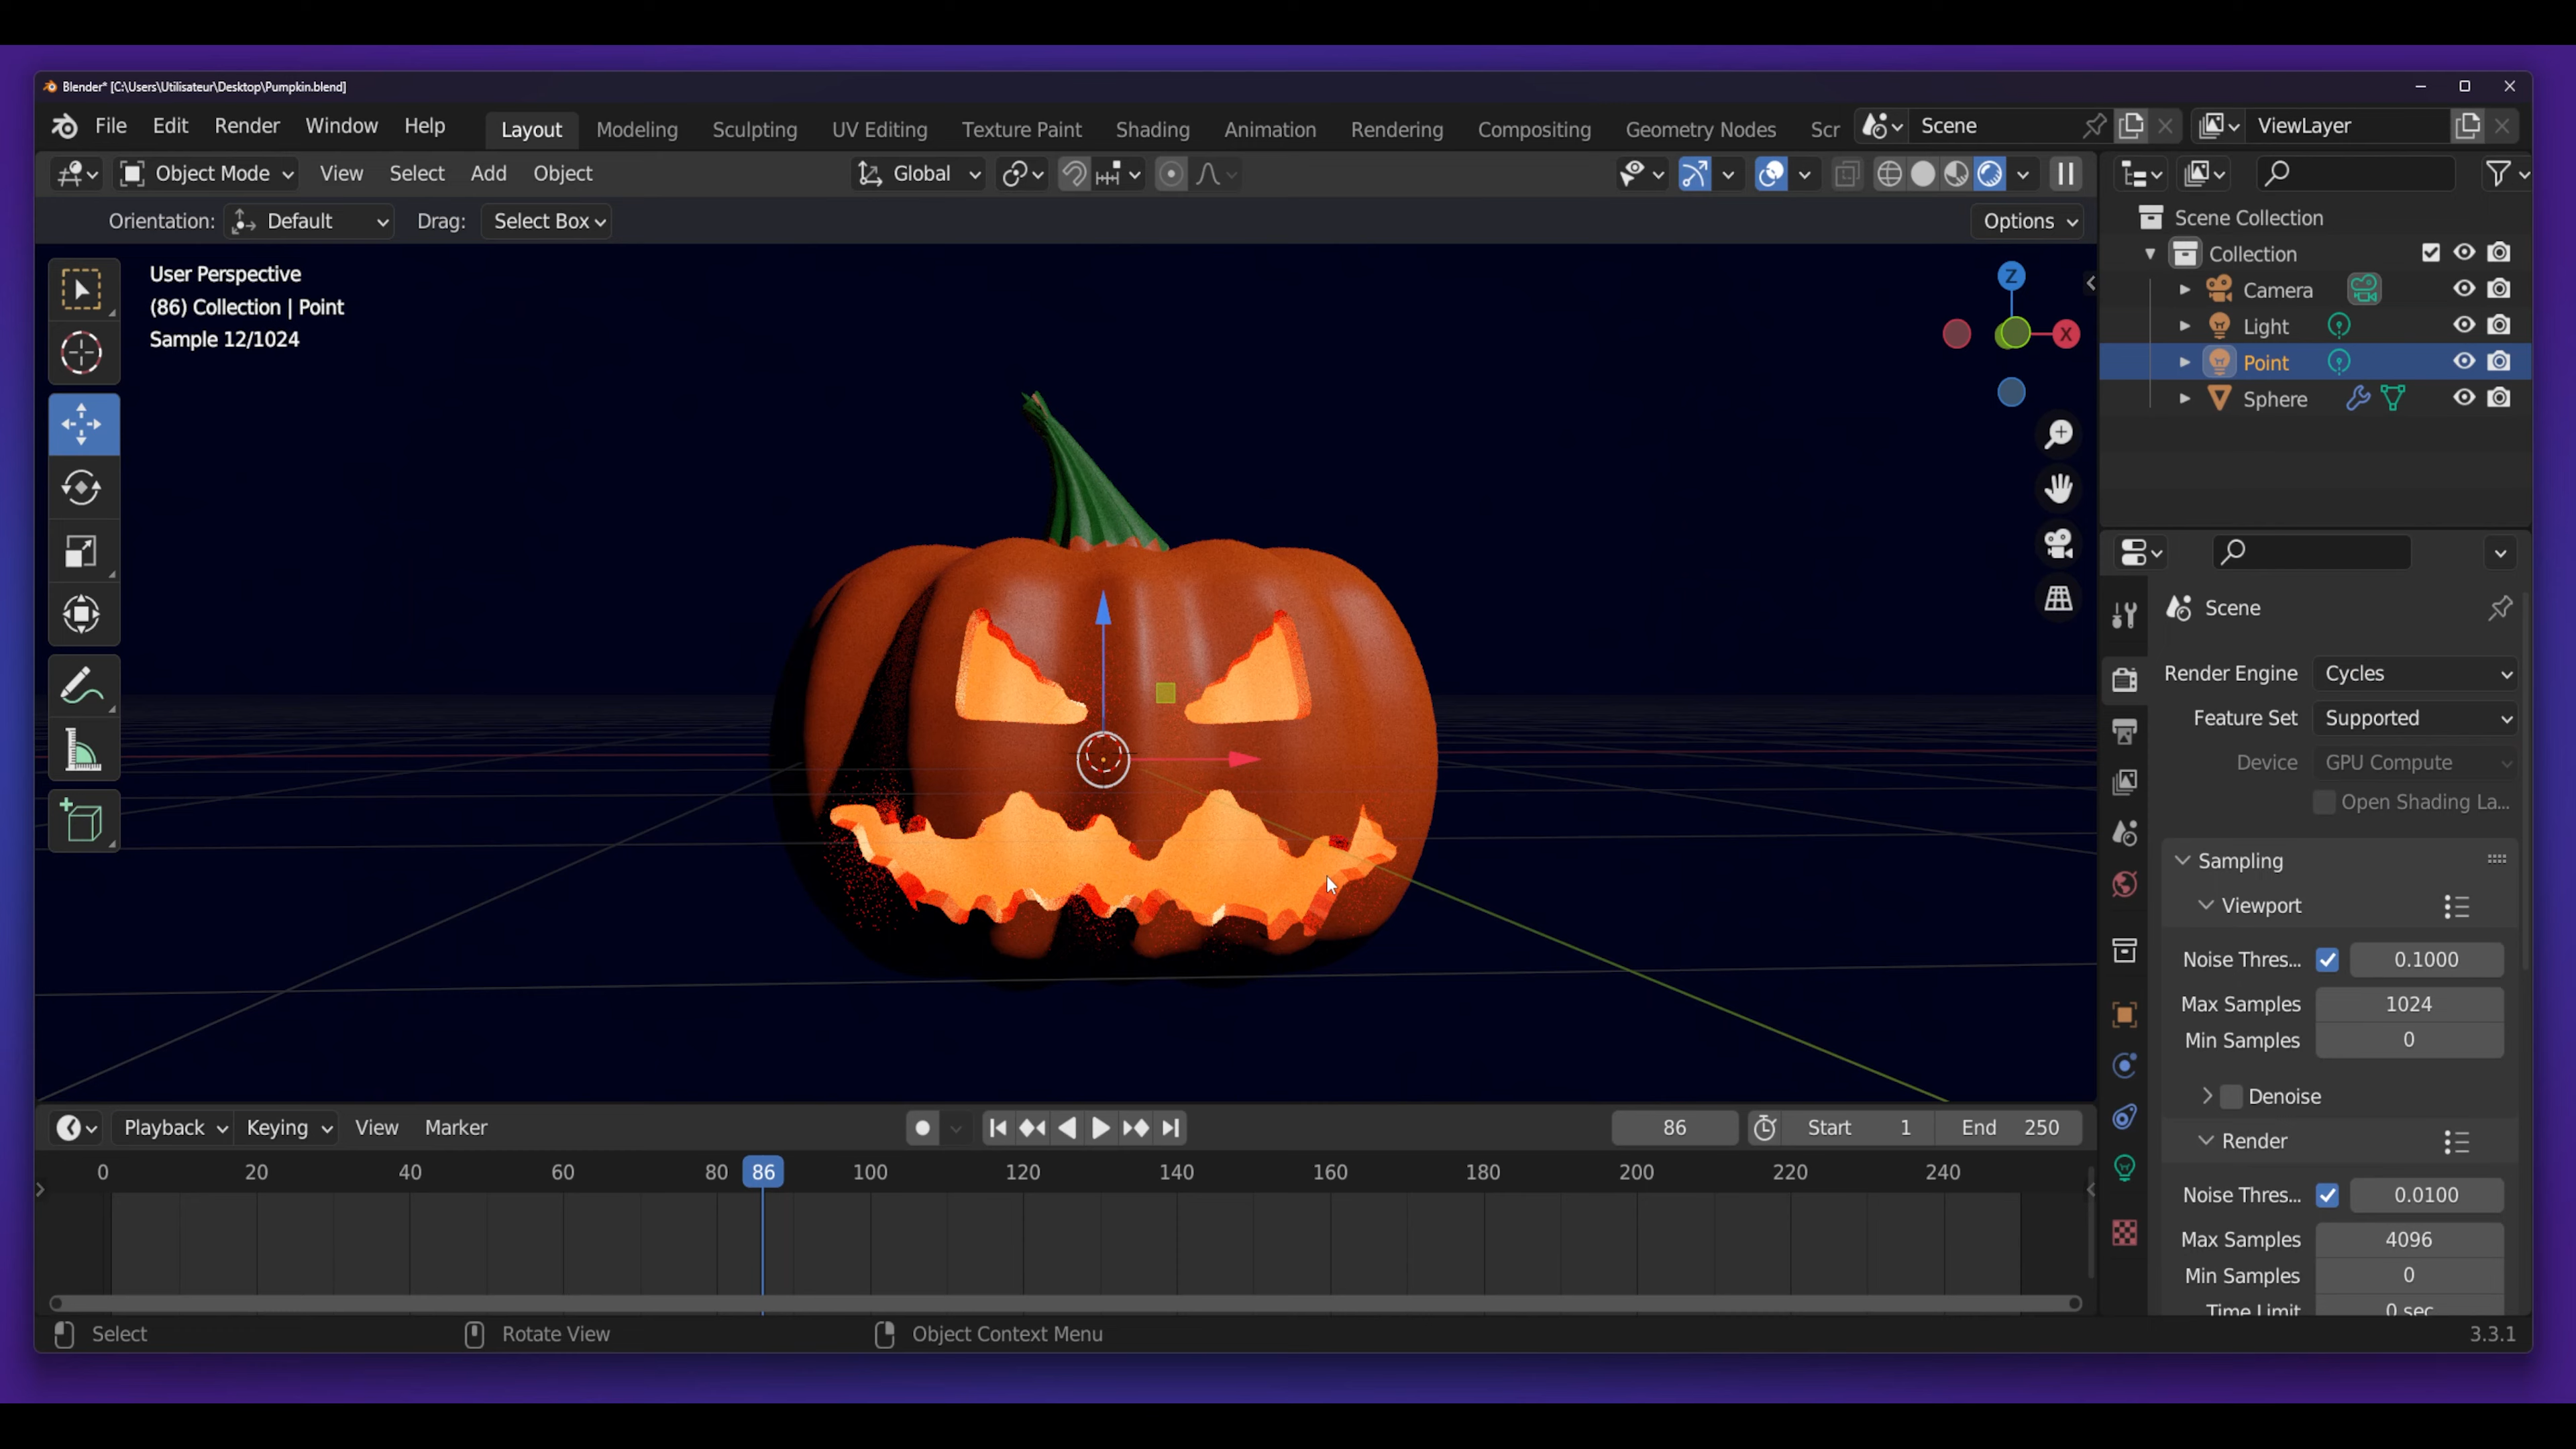 Blender* [C:\Users\Utilisateur\Desktop\Pumpkin.blend]
File Edit Render Window Help Layout Modeling Sculpting UV Editing Texture Paint Shading Animation Rendering Compositing Geometry Nodes Scr Scene ViewLayer
Object Mode View Select Add Object Global
Orientation: Default Drag: Select Box Options
User Perspective
(86) Collection | Point
Sample 12/1024
Z
X
Scene Collection
Collection
Camera
Light
Point
Sphere
Scene
Render Engine Cycles
Feature Set Supported
Device GPU Compute
Open Shading La...
Sampling
Viewport
Noise Thres... 0.1000
Max Samples 1024
Min Samples 0
Denoise
Render
Noise Thres... 0.0100
Max Samples 4096
Min Samples 0
Time Limit 0 sec
Playback Keying View Marker 86 Start 1 End 250
0 20 40 60 80 86 100 120 140 160 180 200 220 240
Select Rotate View Object Context Menu 3.3.1